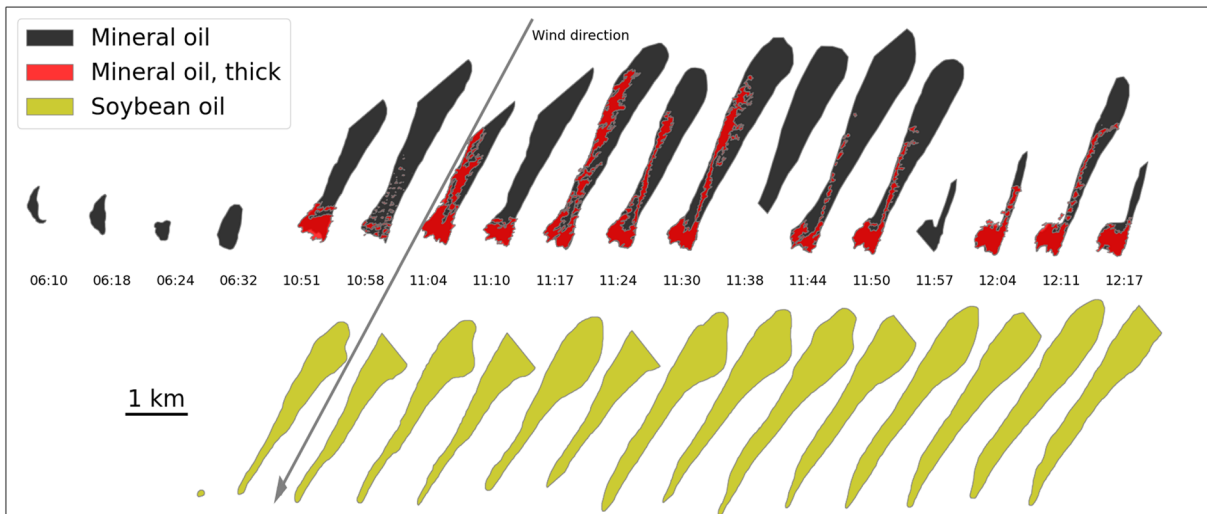 Mineral oil
Mineral oil, thick
Soybean oil
Wind direction
06:10 06:18 06:24 06:32 10:51 10:58 11:04 11:10 11:17 11:24 11:30 11:38 11:44 11:50 11:57 12:04 12:11 12:17
1 km